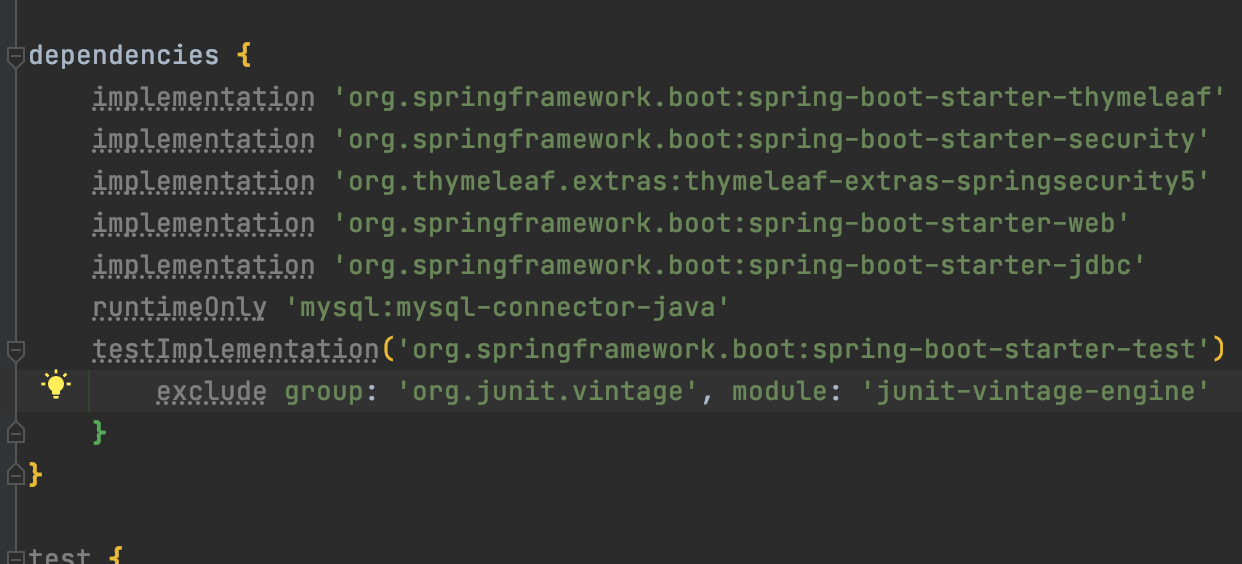 dependencies {
implementation 'org.springframework.boot:spring-boot-starter-thymeleaf'
implementation 'org.springframework.boot:spring-boot-starter-security'
implementation 'org.thymeleaf.extras:thymeleaf-extras-springsecurity5'
implementation 'org.springframework.boot:spring-boot-starter-web'
implementation 'org.springframework.boot:spring-boot-starter-jdbc'
runtimeOnly 'mysql:mysql-connector-java'
testImplementation('org.springframework.boot:spring-boot-starter-test')
exclude group: 'org.junit.vintage', module: 'junit-vintage-engine'
}
}
test {